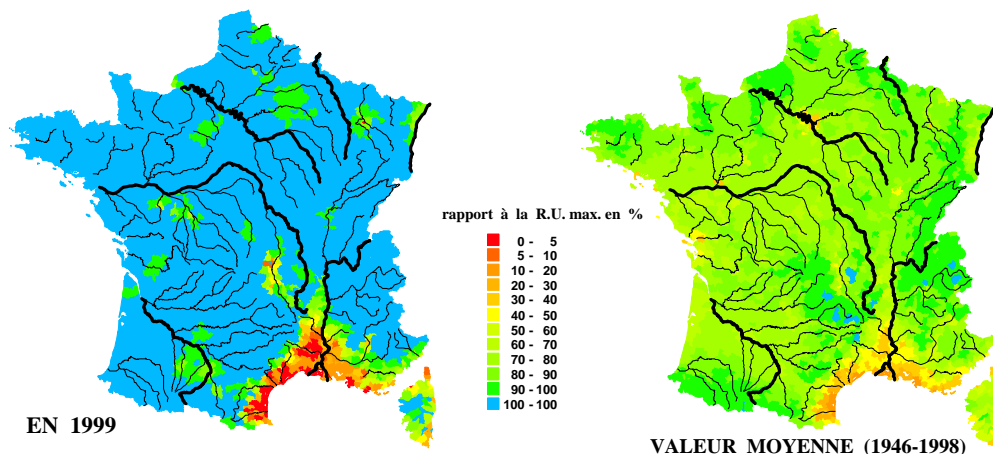 rapport à la R.U. max. en %
0 - 5
5 - 10
10 - 20
20 - 30
30 - 40
40 - 50
50 - 60
60 - 70
70 - 80
80 - 90
90 -100
100 - 100
EN 1999
VALEUR MOYENNE (1946-1998)